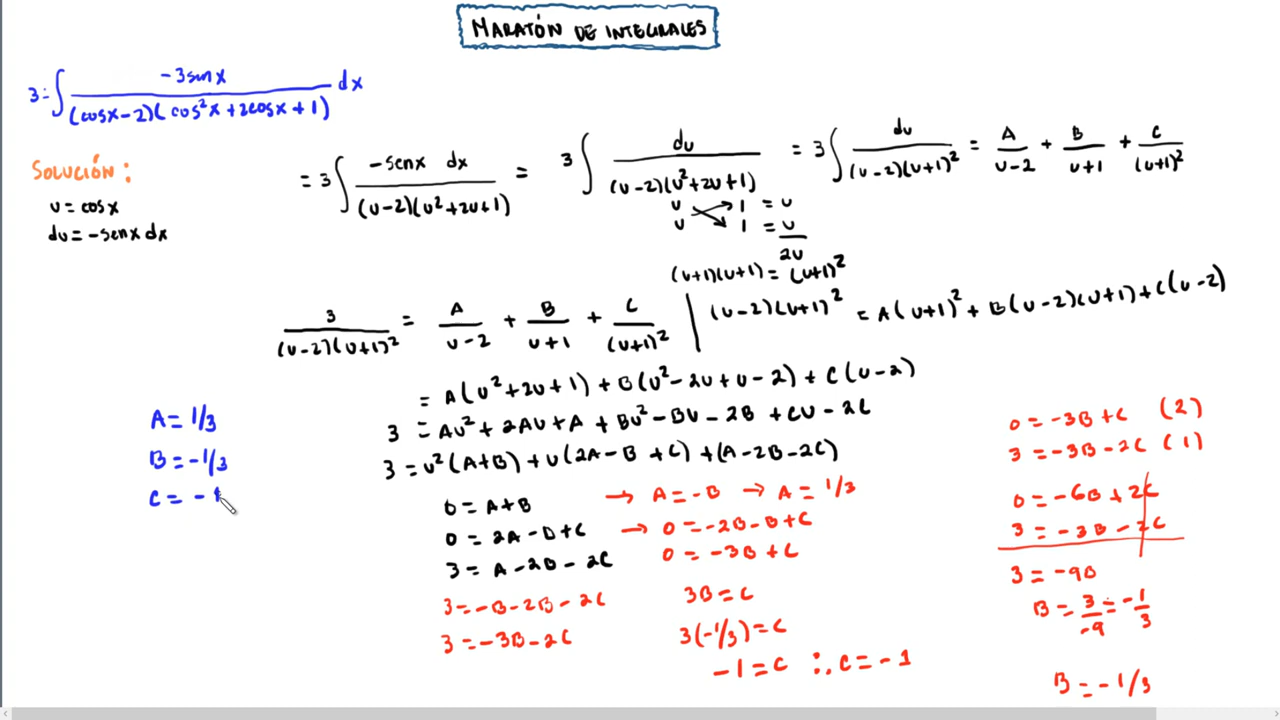 MARATÓN DE INTEGRALES
3= ∫ -3sinx / (cosx-2)(cos²x+2cosx+1) dx
SOLUCIÓN:
u = cosx
du = -senx dx
= 3 ∫ -senx dx / (u-2)(u²+2u+1) = 3 ∫ du / (u-2)(u²+2u+1) = 3 ∫ du / (u-2)(u+1)² = A / u-2 + B / u+1 + C / (u+1)²
u 1 = u
u 1 = u
2u
(u+1)(u+1) = (u+1)²
3 / (u-2)(u+1)² = A / u-2 + B / u+1 + C / (u+1)² | (u-2)(u+1)² = A(u+1)² + B(u-2)(u+1) + C(u-2)
= A(u²+2u+1) + B(u²-2u+u-2) + C(u-2)
3 = Au²+2Au+A + Bu²-Bu-2B + Cu-2C
3 = u²(A+B) + u(2A-B+C) + (A-2B-2C)
0 = A+B → A = -B → A = 1/3
0 = 2A-B+C → 0 = -2B-B+C
0 = -3B+C
3 = A-2B-2C
3 = -B-2B-2C
3 = -3B-2C
3B = C
3(-1/3) = C
-1 = C ∴ C = -1
0 = -3B+C (2)
3 = -3B-2C (1)
0 = -6B+2C
3 = -3B-2C
3 = -9B
B = 3/-9 = -1/3
B = -1/3
A = 1/3
B = -1/3
C = -1